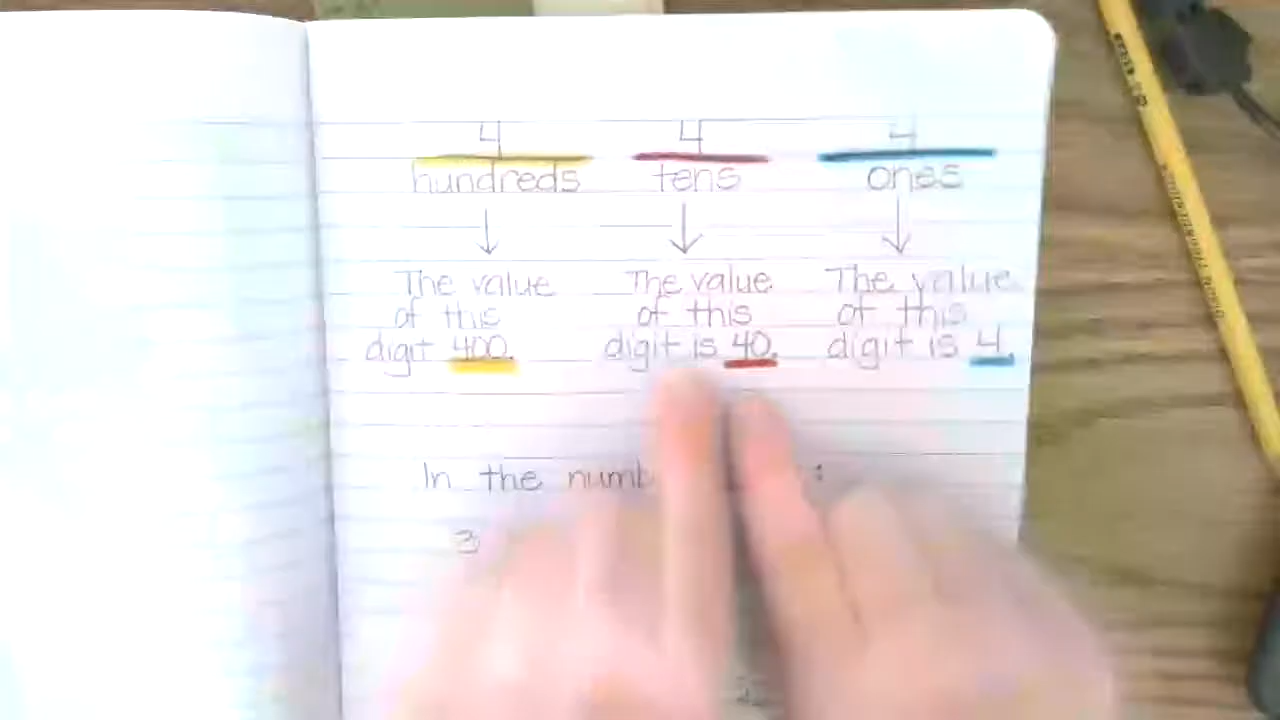 4 4 4
hundreds tens ones
The value The value The value
of this of this of this
digit 400. digit is 40. digit is 4.
In the :
3